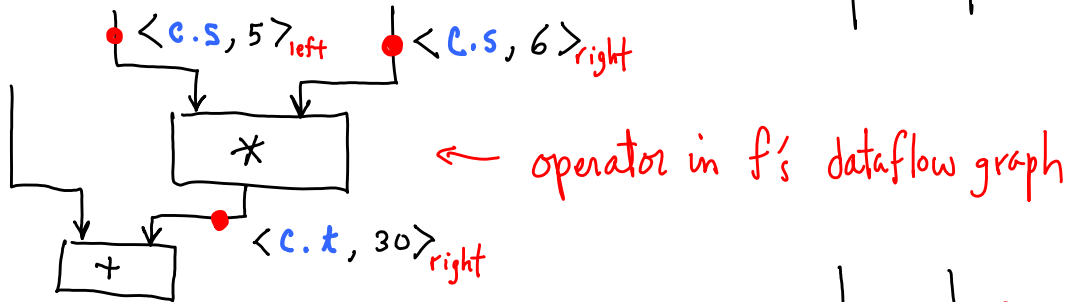 <c.s, 5>left <c.s, 6>right
*
← operator in f's dataflow graph
<c.t, 30>right
+